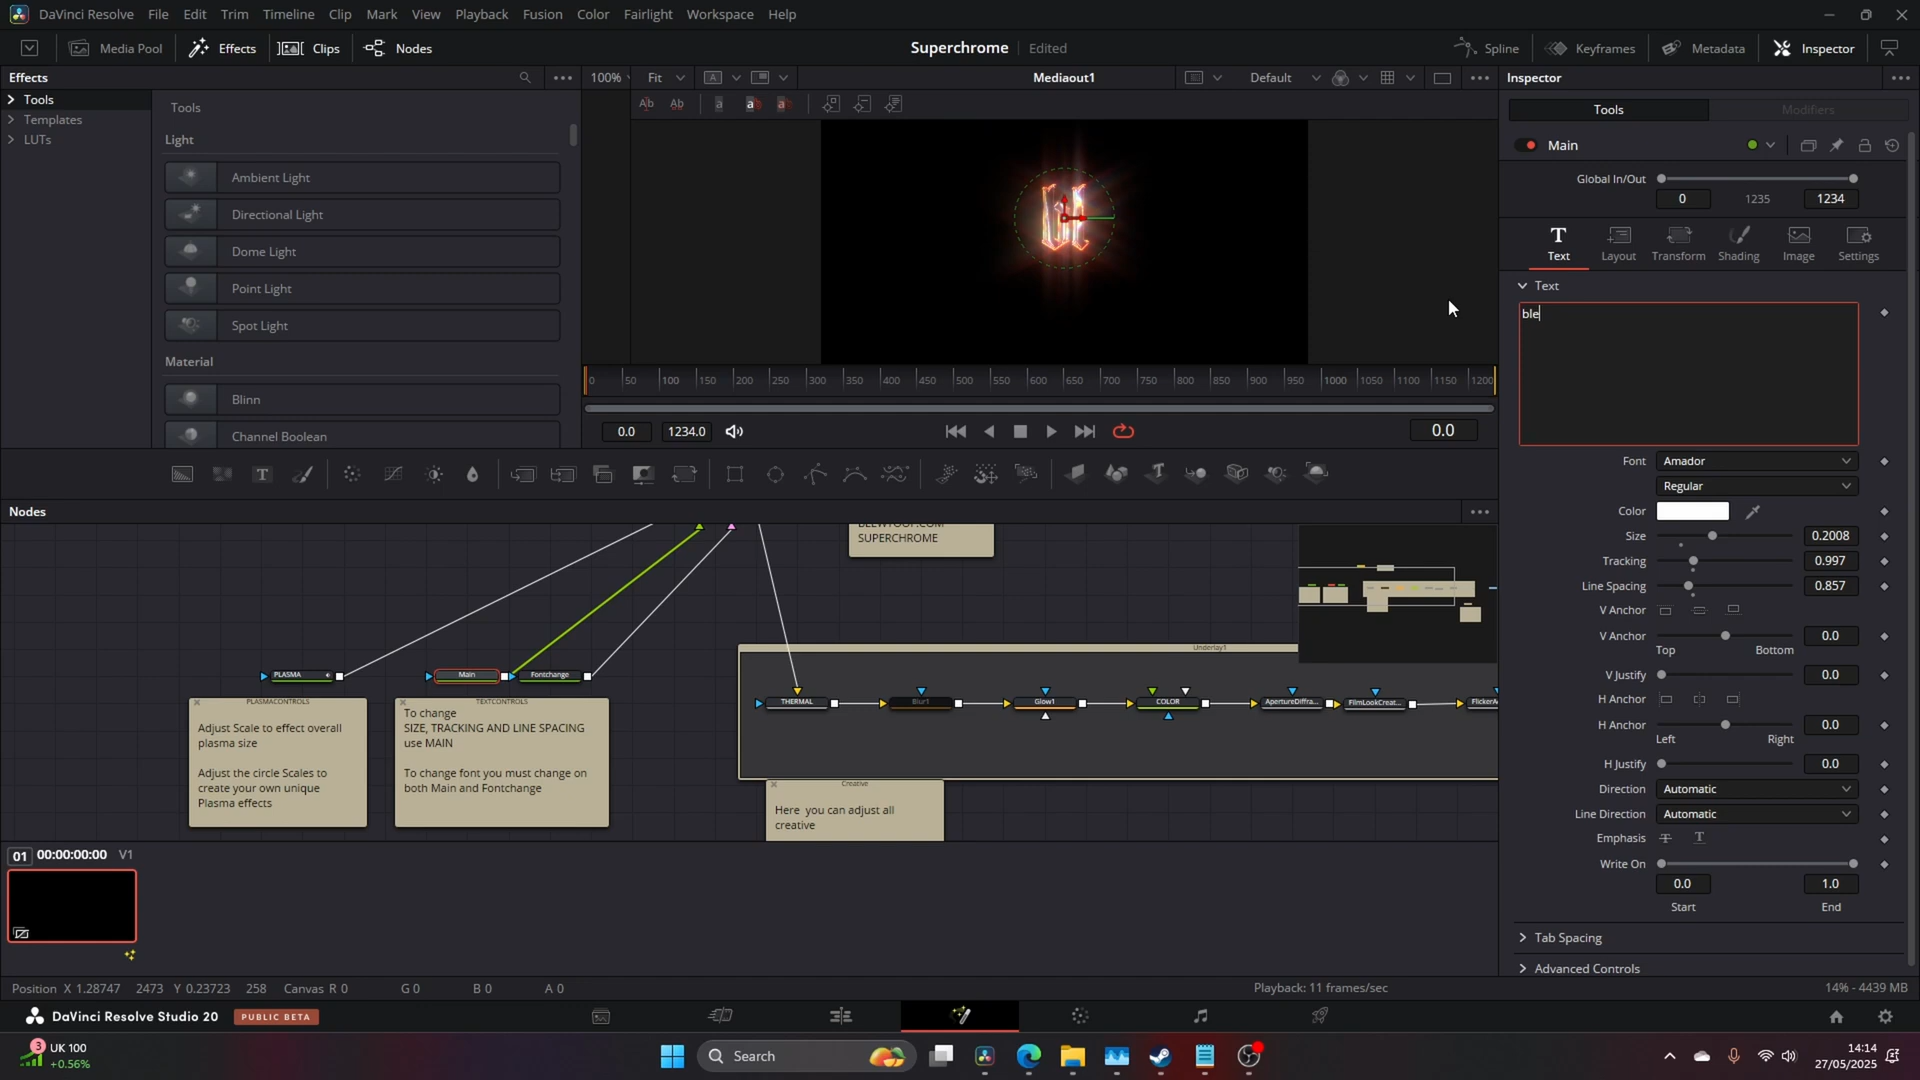 DaVinci Resolve File Edit Trim Timeline Clip Mark View Playback Fusion Color Fairlight Workspace Help
Media Pool Effects Clips Nodes Superchrome Edited Spline Keyframes Metadata Inspector
Effects 100% Fit Mediaout1 Default Inspector
Tools
Templates
LUTs
Tools
Light
Ambient Light
Directional Light
Dome Light
Point Light
Spot Light
Material
Blinn
Channel Boolean
0 50 100 150 200 250 300 350 400 450 500 550 600 650 700 750 800 850 900 950 1000 1050 1100 1150 1200
0.0 1234.0 0.0
Nodes
SUPERCHROME
Underlay1
PLASMA Main Fontchange
THERMAL Blur1 Glow1 COLOR ApertureDiffra... FilmLookCreat... FlickerA
PLASMACONTROLS
Adjust Scale to effect overall
plasma size
Adjust the circle Scales to
create your own unique
Plasma effects
TEXTCONTROLS
To change
SIZE, TRACKING AND LINE SPACING
use MAIN
To change font you must change on
both Main and Fontchange
Creative
Here you can adjust all
creative
Tools Modifiers
Main
Global In/Out
0 1235 1234
Text Layout Transform Shading Image Settings
Text
ble
Font Amador
Regular
Color
Size 0.2008
Tracking 0.997
Line Spacing 0.857
V Anchor
V Anchor 0.0
Top Bottom
V Justify 0.0
H Anchor
H Anchor 0.0
Left Right
H Justify 0.0
Direction Automatic
Line Direction Automatic
Emphasis
Write On
0.0 1.0
Start End
Tab Spacing
Advanced Controls
01 00:00:00:00 V1
Position X 1.28747 2473 Y 0.23723 258 Canvas R 0 G 0 B 0 A 0 Playback: 11 frames/sec 14% - 4439 MB
DaVinci Resolve Studio 20 PUBLIC BETA
3 UK 100
+0.56%
Search
14:14
27/05/2025